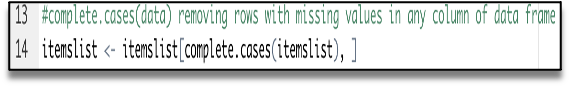 13 #complete.cases(data) removing rows with missing values in any column of data frame
14 itemslist <- itemslist[complete.cases(itemslist), ]